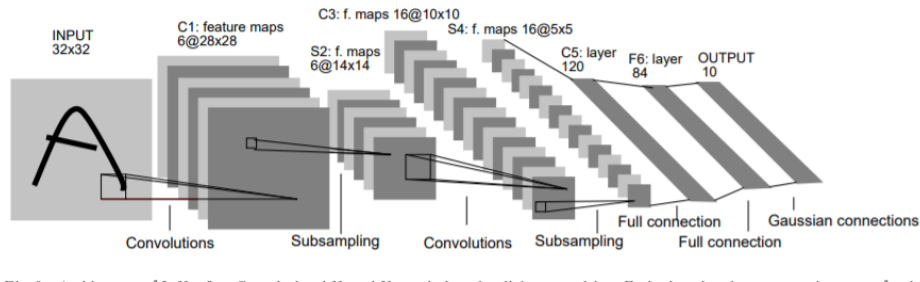 INPUT
32x32
C1: feature maps
6@28x28
S2: f. maps
6@14x14
C3: f. maps 16@10x10
S4: f. maps 16@5x5
C5: layer
120
F6: layer
84
OUTPUT
10
Convolutions
Subsampling
Convolutions
Subsampling
Full connection
Full connection
Gaussian connections